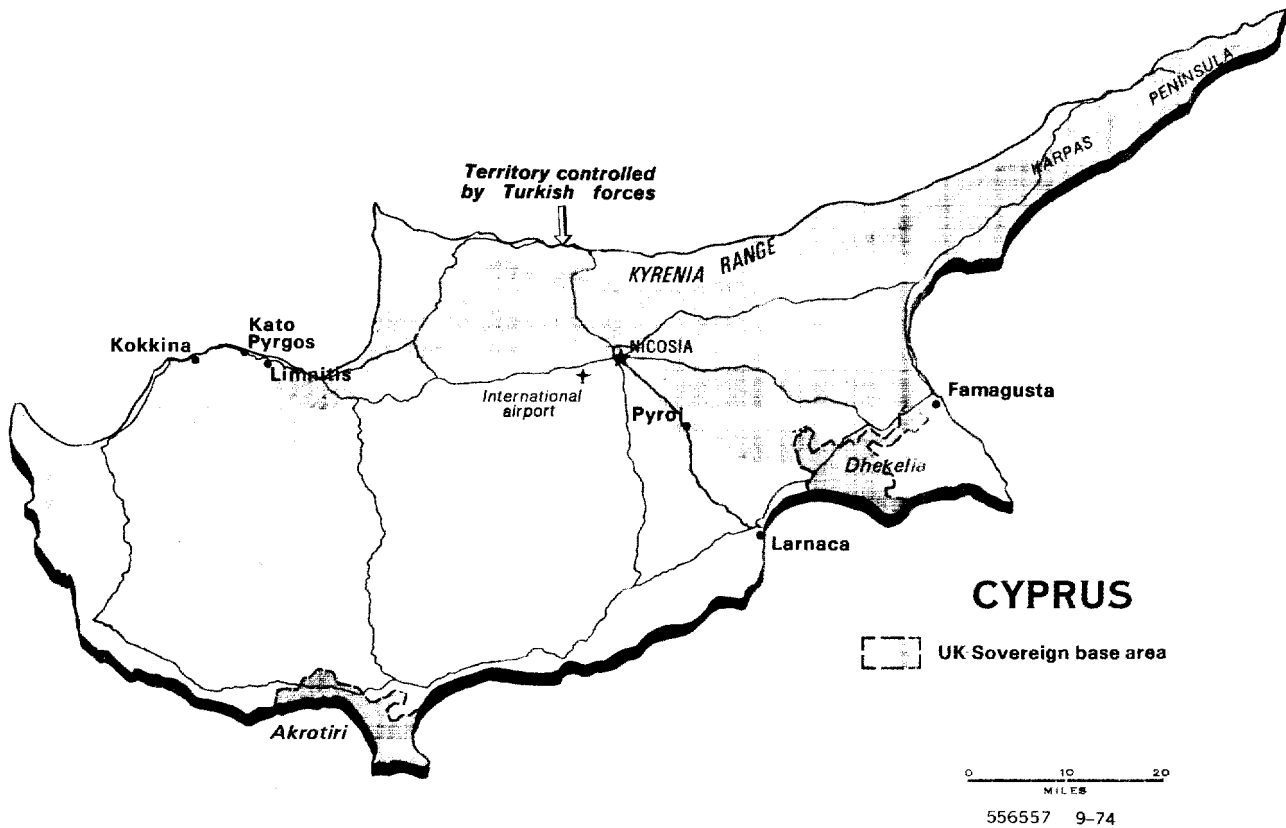 PENINSULA
KARPAS
Territory controlled
by Turkish forces
KYRENIA RANGE
Kato
Pyrgos
Kokkina
Limnitis
NICOSIA
International
airport
Pyroi
Famagusta
Dhekelia
Larnaca
CYPRUS
UK Sovereign base area
Akrotiri
0 10 20
MILES
556557 9-74